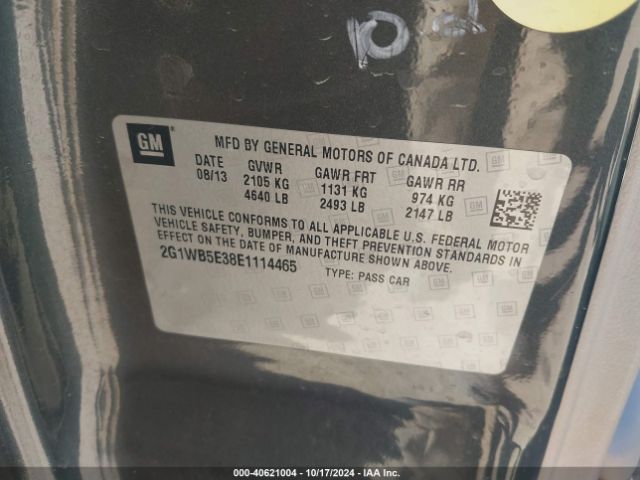 GM
MFD BY GENERAL MOTORS OF CANADA LTD.
DATE GVWR GAWR FRT GAWR RR
08/13 2105 KG 1131 KG 974 KG
4640 LB 2493 LB 2147 LB
THIS VEHICLE CONFORMS TO ALL APPLICABLE U.S. FEDERAL MOTOR
VEHICLE SAFETY, BUMPER, AND THEFT PREVENTION STANDARDS IN
EFFECT ON THE DATE OF MANUFACTURE SHOWN ABOVE.
2G1WB5E38E1114465 TYPE: PASS CAR
000-40621004 | 10/17/2024 - IAAI.com